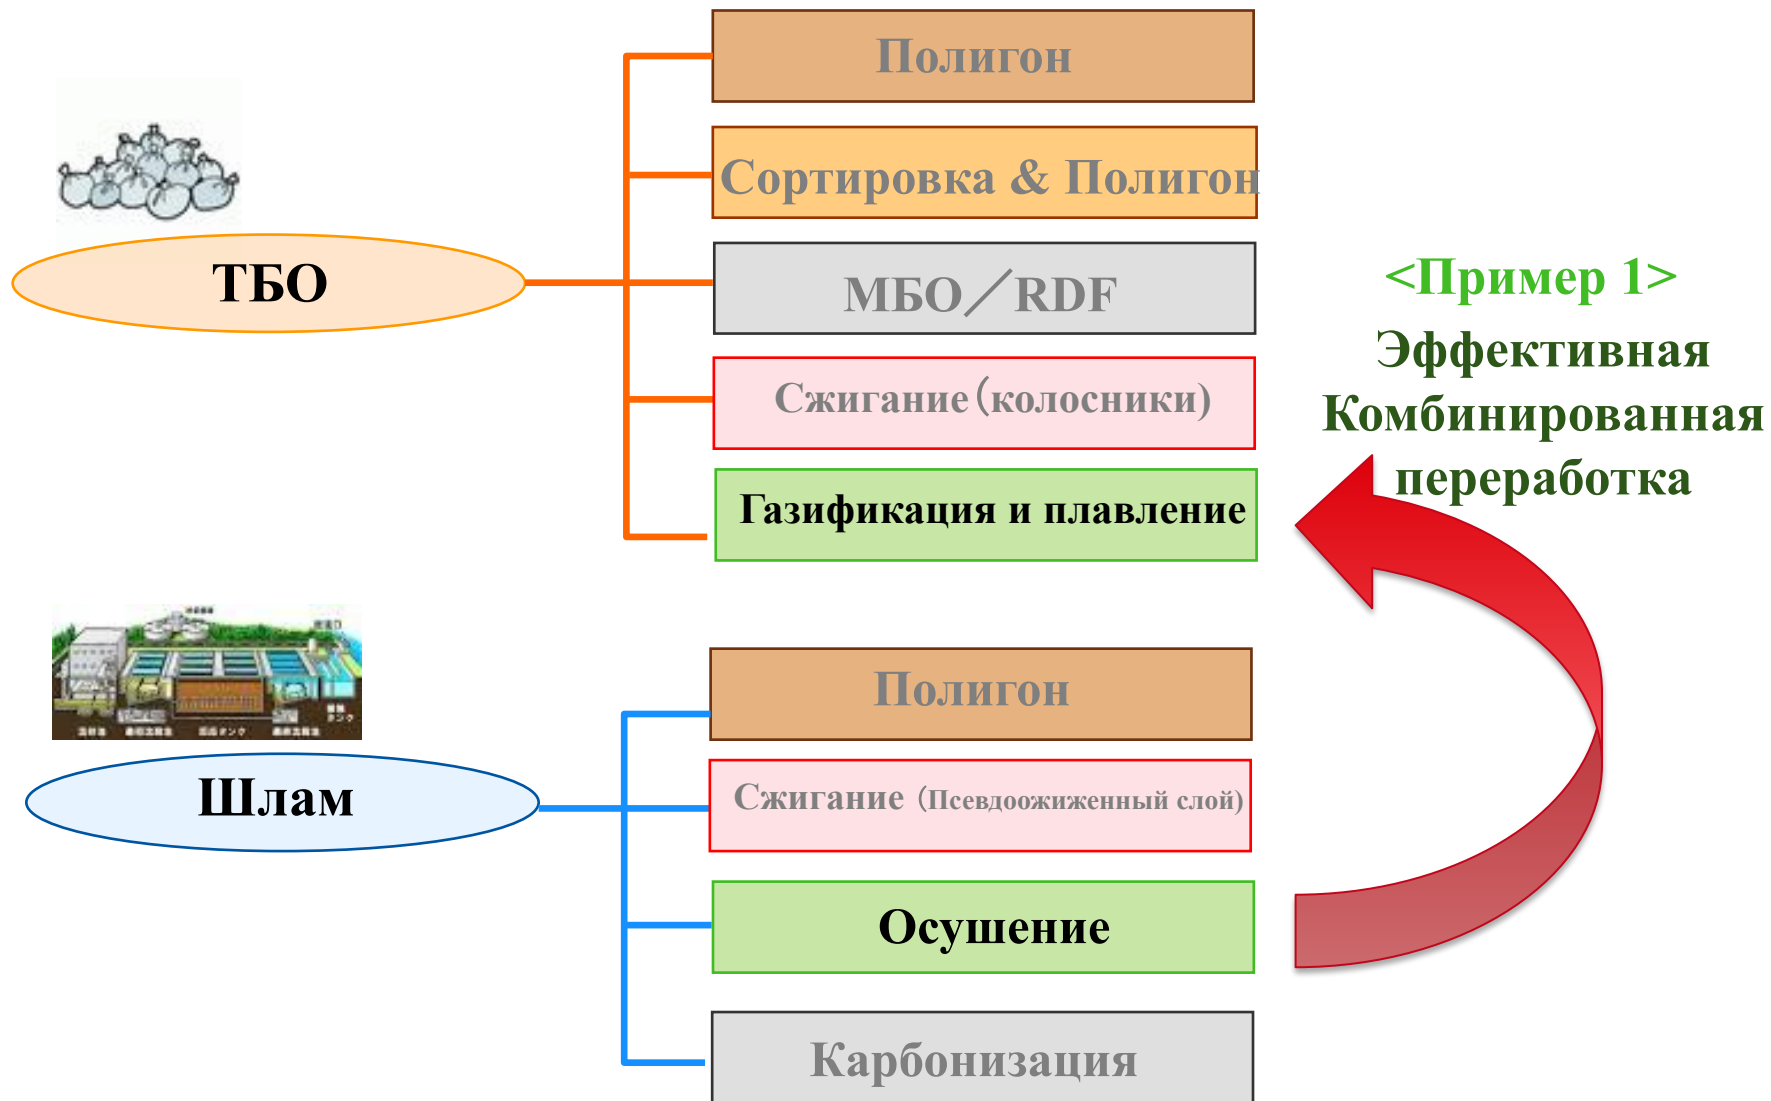 Полигон
Сортировка & Полигон
ТБО
МБО／RDF
Сжигание（колосники)
Газификация и плавление
<Пример 1>
Эффективная
Комбинированная
переработка
Шлам
Полигон
Сжигание （Псевдоожиженный слой)
Осушение
Карбонизация